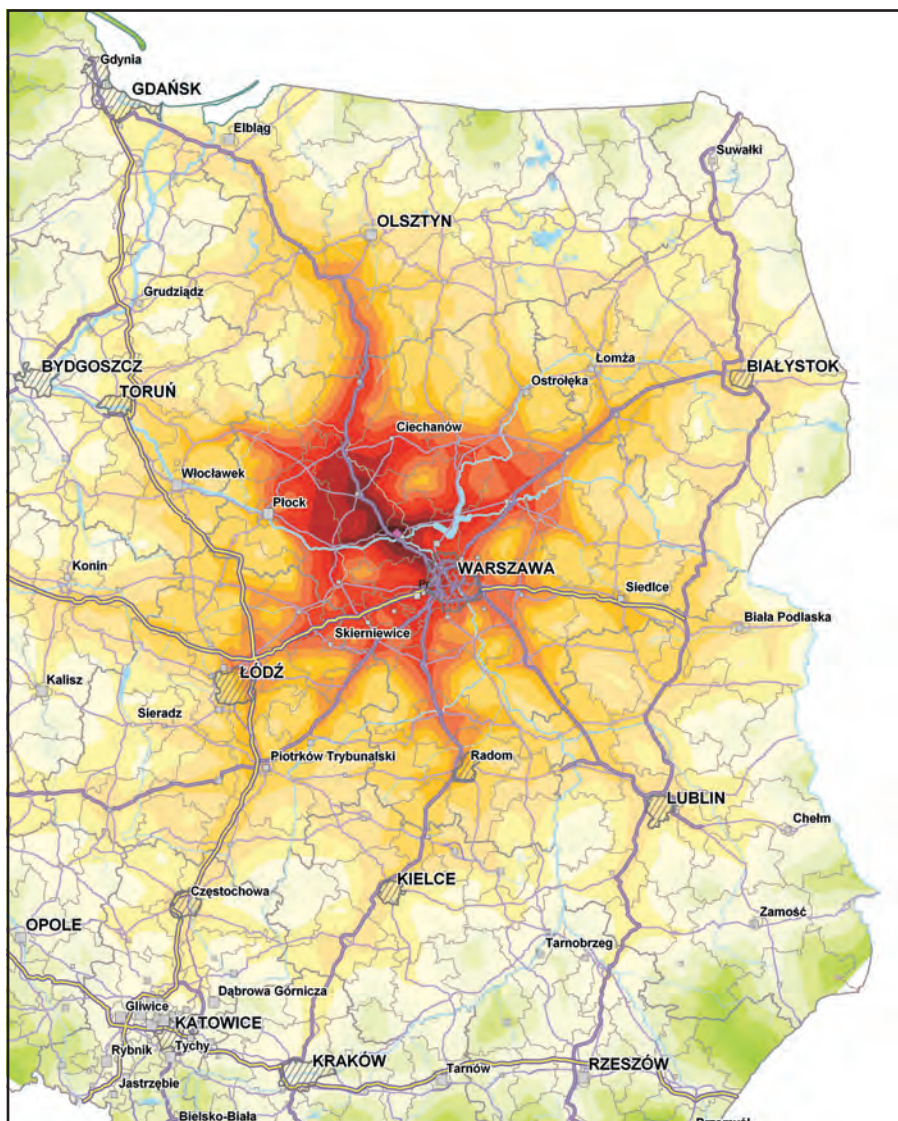 Gdynia
GDAŃSK
Elbląg
Suwałki
OLSZTYN
Grudziądz
BYDGOSZCZ
TORUŃ
Łomża
BIAŁYSTOK
Ostrołęka
Ciechanów
Włocławek
Płock
WARSZAWA
Konin
Siedlce
Pr
Biała Podlaska
Skierniewice
ŁÓDŹ
Kalisz
Sieradz
Piotrków Trybunalski
Radom
LUBLIN
Chełm
KIELCE
Częstochowa
Zamość
OPOLE
Tarnobrzeg
Dąbrowa Górnicza
Gliwice
KATOWICE
Rybnik
Tychy
KRAKÓW
Tarnów
RZESZÓW
Jastrzębie
Bielsko-Biała